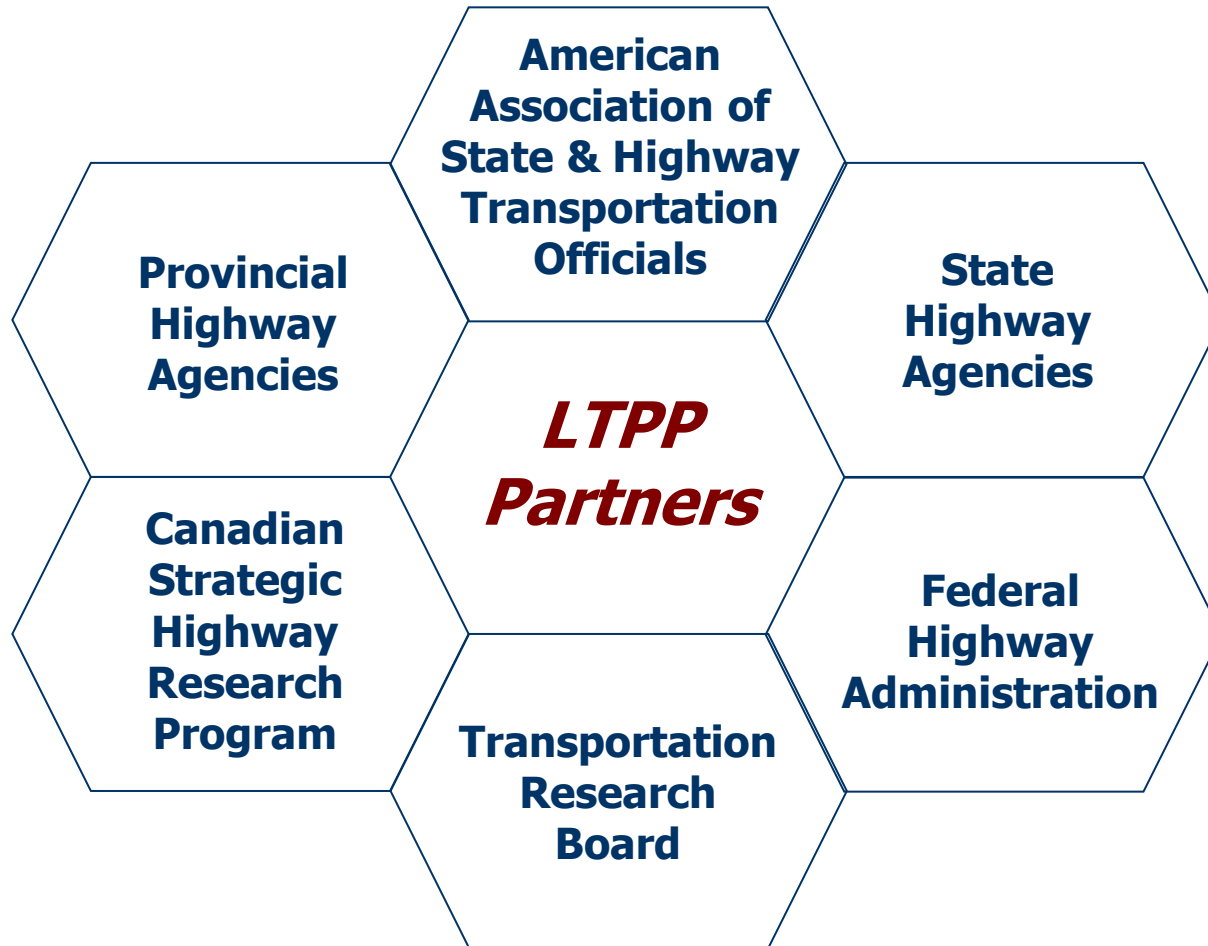 American
Association of
State & Highway
Transportation
Officials
Provincial
Highway
Agencies
State
Highway
Agencies
LTPP
Partners
Canadian
Strategic
Highway
Research
Program
Federal
Highway
Administration
Transportation
Research
Board